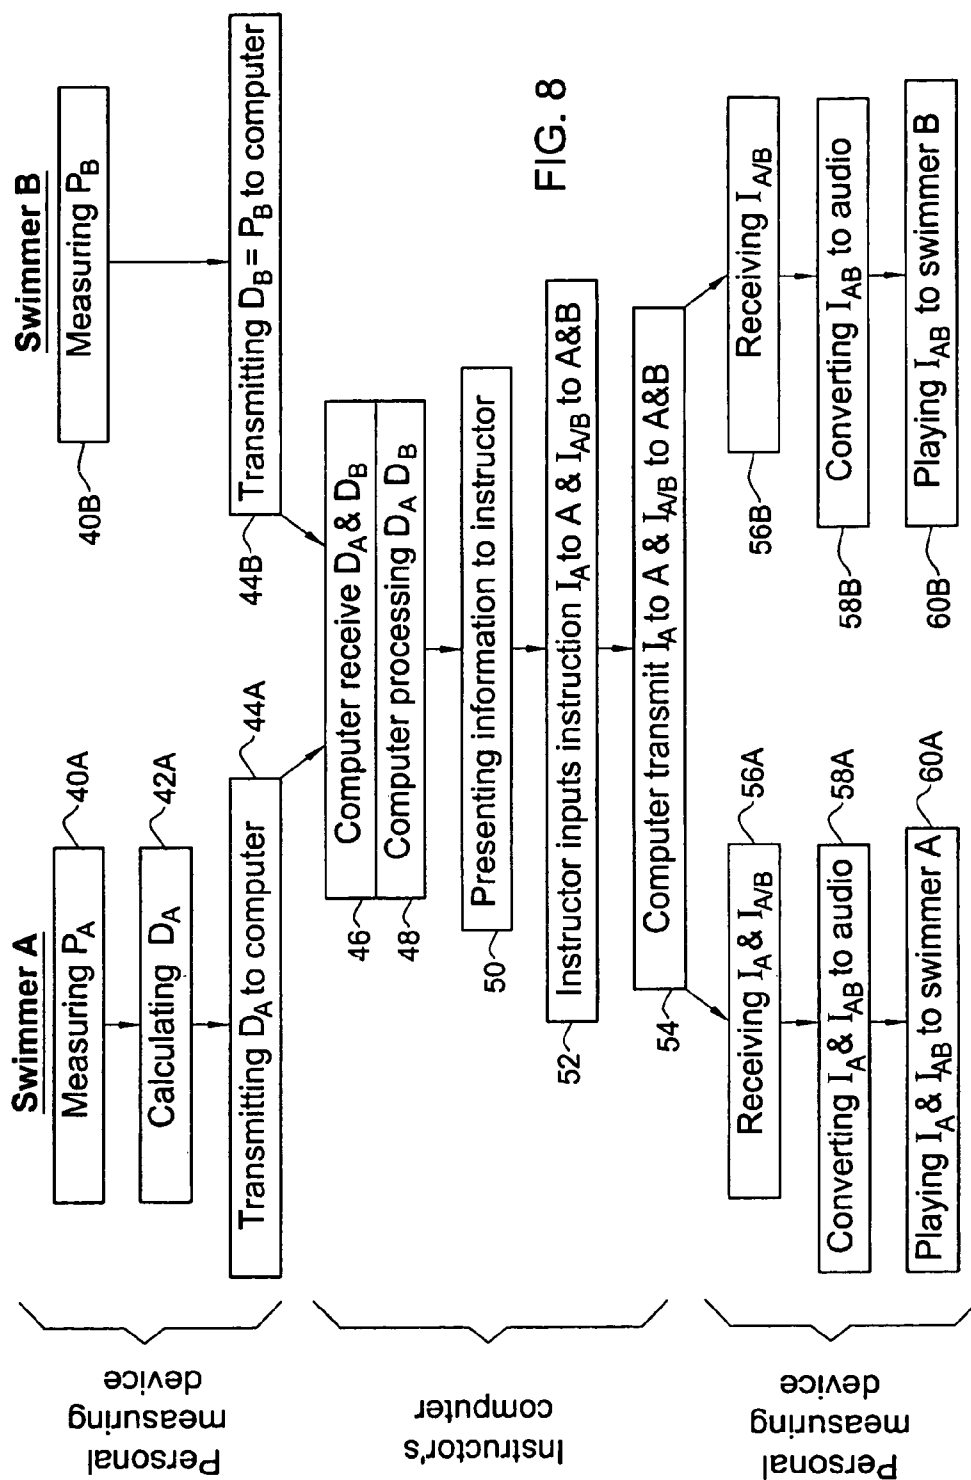 Swimmer A
Swimmer B
Measuring P_A
40A
Measuring P_B
40B
Calculating D_A
42A
Transmitting D_A to computer
44A
Transmitting D_B = P_B to computer
44B
Personal
measuring
device
Computer receive D_A & D_B
46
Computer processing D_A D_B
48
Presenting information to instructor
50
Instructor inputs instruction I_A to A & I_A/B to A&B
52
Computer transmit I_A to A & I_A/B to A&B
54
Instructor's
computer
FIG. 8
Receiving I_A & I_A/B
56A
Receiving I_A/B
56B
Converting I_A & I_AB to audio
58A
Converting I_AB to audio
58B
Playing I_A & I_AB to swimmer A
60A
Playing I_AB to swimmer B
60B
Personal
measuring
device